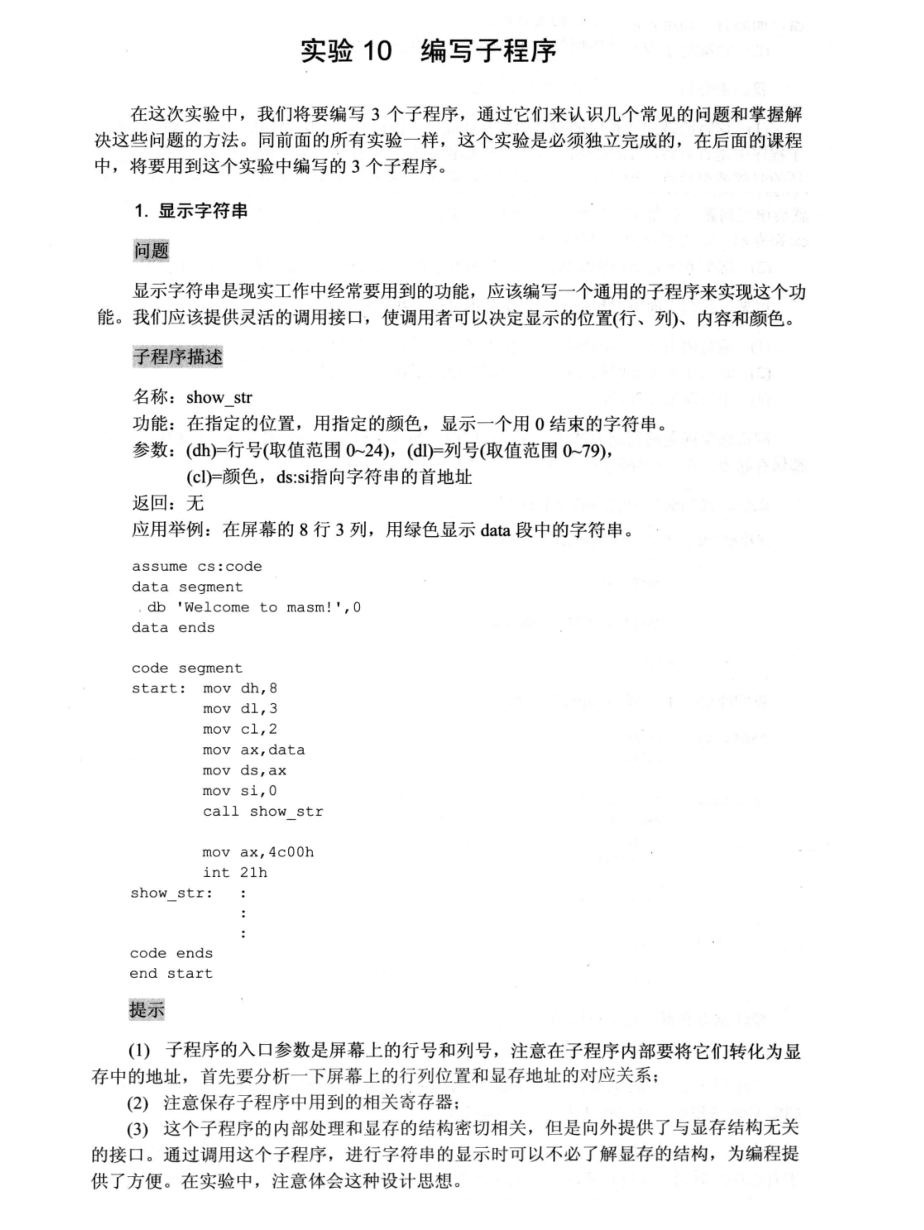 实验 10 编写子程序
在这次实验中，我们将要编写 3 个子程序，通过它们来认识几个常见的问题和掌握解
决这些问题的方法。同前面的所有实验一样，这个实验是必须独立完成的，在后面的课程
中，将要用到这个实验中编写的 3 个子程序。
1. 显示字符串
问题
显示字符串是现实工作中经常要用到的功能，应该编写一个通用的子程序来实现这个功
能。我们应该提供灵活的调用接口，使调用者可以决定显示的位置(行、列)、内容和颜色。
子程序描述
名称：show_str
功能：在指定的位置，用指定的颜色，显示一个用 0 结束的字符串。
参数：(dh)=行号(取值范围 0~24)，(dl)=列号(取值范围 0~79)，
(cl)=颜色，ds:si指向字符串的首地址
返回：无
应用举例：在屏幕的 8 行 3 列，用绿色显示 data 段中的字符串。
assume cs:code
data segment
db 'Welcome to masm!',0
data ends
code segment
start: mov dh,8
mov dl,3
mov cl,2
mov ax,data
mov ds,ax
mov si,0
call show_str
mov ax,4c00h
int 21h
show_str: :
:
:
code ends
end start
提示
(1) 子程序的入口参数是屏幕上的行号和列号，注意在子程序内部要将它们转化为显
存中的地址，首先要分析一下屏幕上的行列位置和显存地址的对应关系；
(2) 注意保存子程序中用到的相关寄存器；
(3) 这个子程序的内部处理和显存的结构密切相关，但是向外提供了与显存结构无关
的接口。通过调用这个子程序，进行字符串的显示时可以不必了解显存的结构，为编程提
供了方便。在实验中，注意体会这种设计思想。